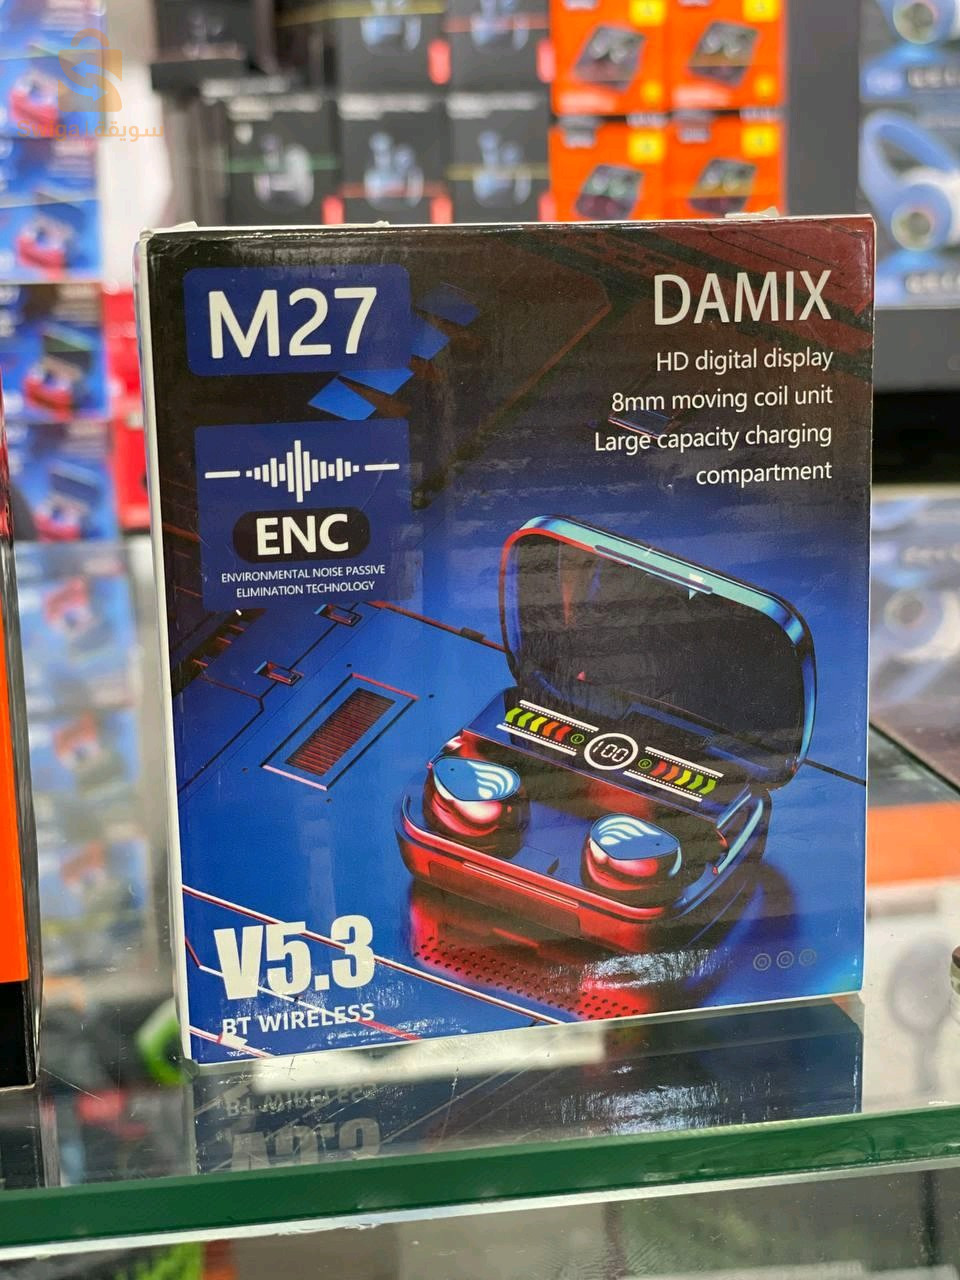 M27
DAMIX
HD digital display
8mm moving coil unit
Large capacity charging
compartment
ENC
ENVIRONMENTAL NOISE PASSIVE
ELIMINATION TECHNOLOGY
L
100
R
V5.3
BT WIRELESS